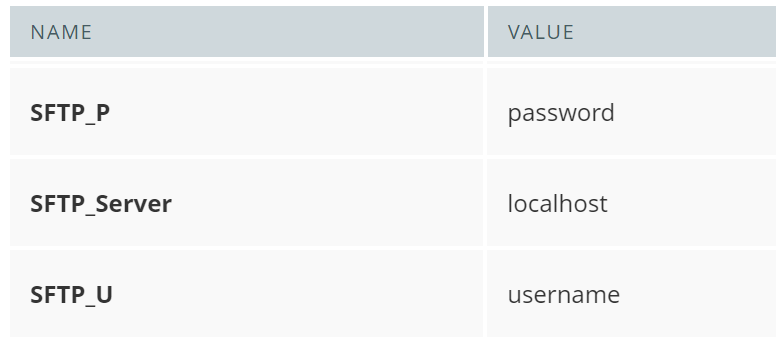 NAME VALUE
SFTP_P password
SFTP_Server localhost
SFTP_U username